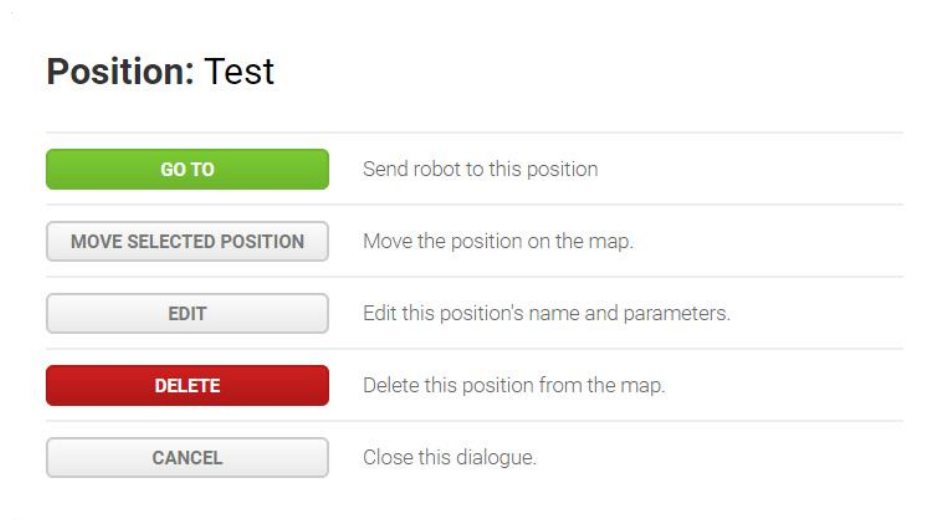 Position: Test
GO TO Send robot to this position
MOVE SELECTED POSITION Move the position on the map.
EDIT Edit this position's name and parameters.
DELETE Delete this position from the map.
CANCEL Close this dialogue.